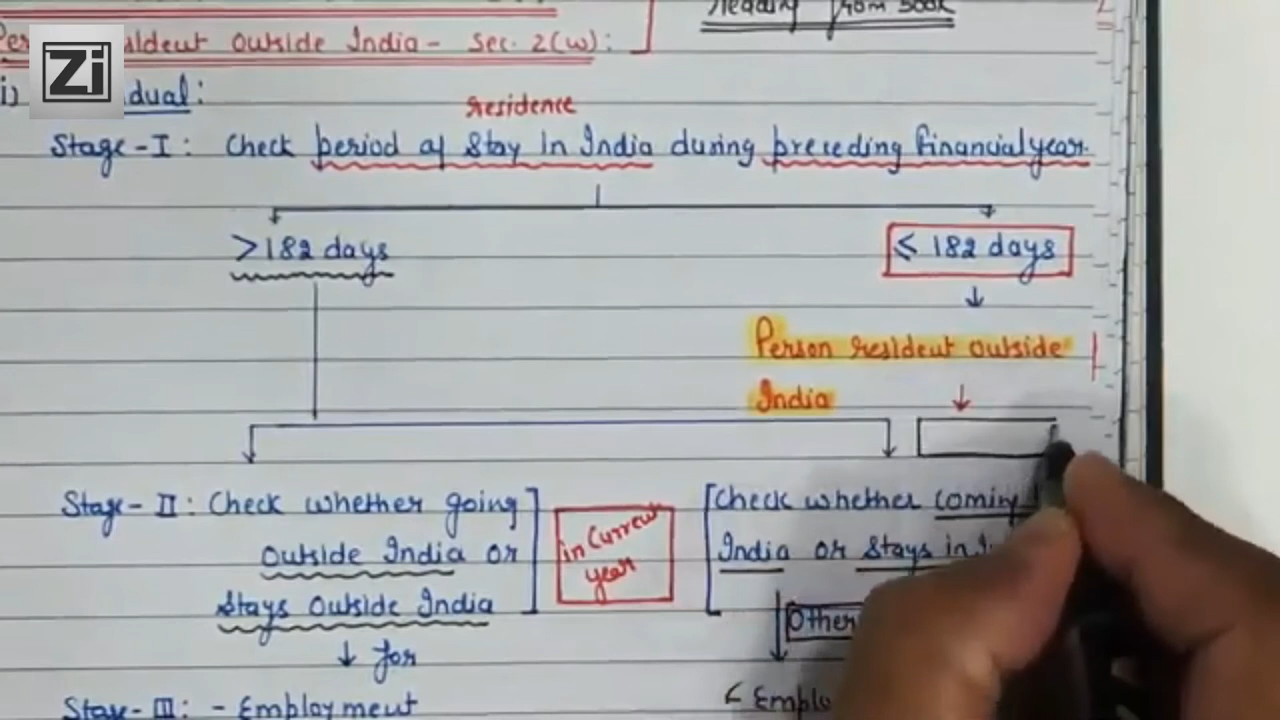 Reading from book
resident outside India - Sec. 2(w):
i)
Zi
dual:
residence
Stage-I: Check period of Stay In India during preceding financial year.
>182 days
≤ 182 days
Person resident outside
India
Stage-II: Check whether going
outside India or
Stays outside India
in Current
year
Check whether coming
India or Stays in
↓ for
Other
Stage-III: - Employment